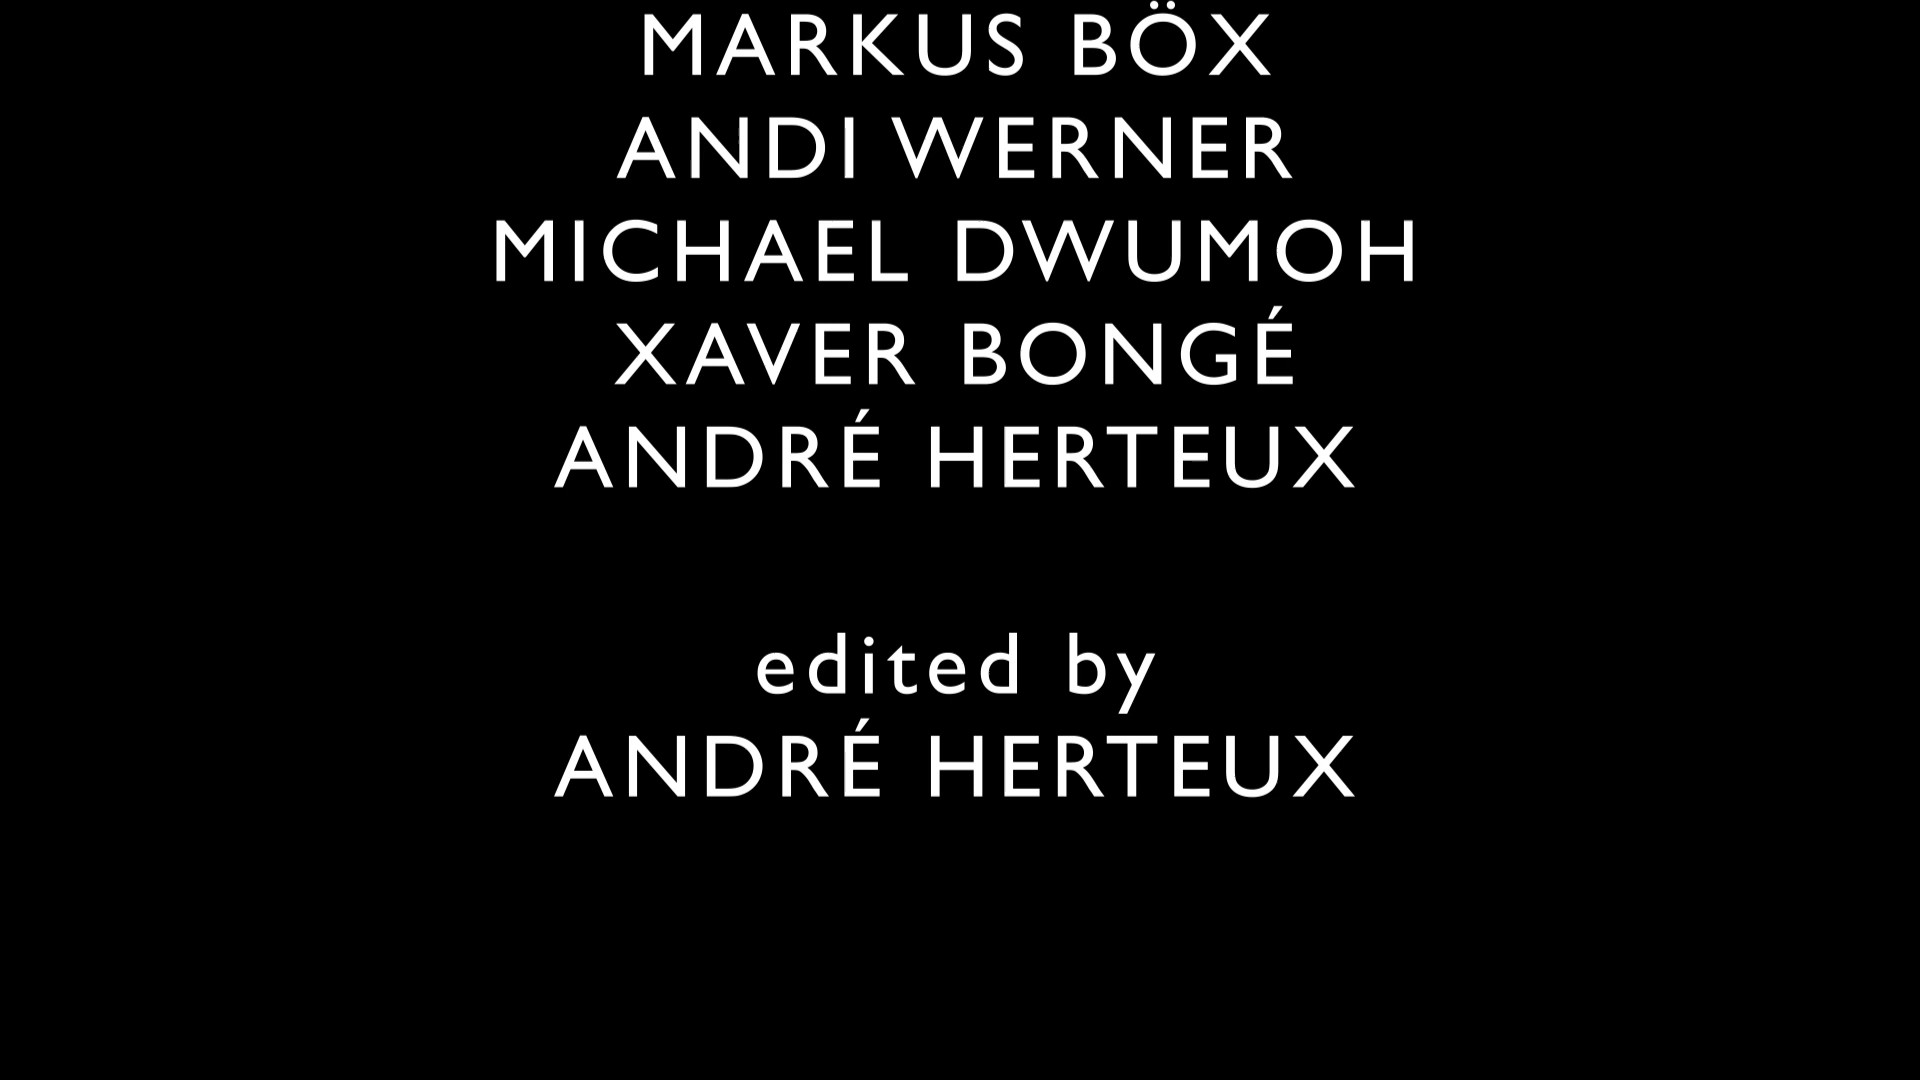 MARKUS BÖX
ANDI WERNER
MICHAEL DWUMOH
XAVER BONGÉ
ANDRÉ HERTEUX
edited by
ANDRÉ HERTEUX